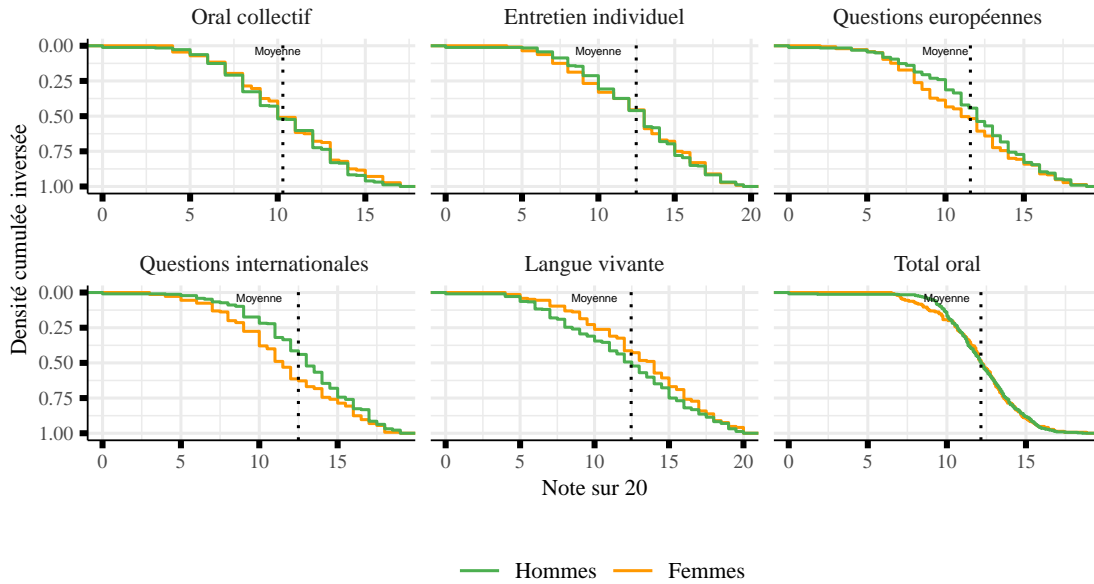 Oral collectif
Entretien individuel
Questions européennes
Moyenne
Moyenne
Moyenne
0.00
0.25
0.50
0.75
1.00
0 5 10 15
0 5 10 15 20
0 5 10 15
Densité cumulée inversée
Questions internationales
Langue vivante
Total oral
Moyenne
Moyenne
Moyenne
0.00
0.25
0.50
0.75
1.00
0 5 10 15
0 5 10 15 20
0 5 10 15
Note sur 20
Hommes Femmes